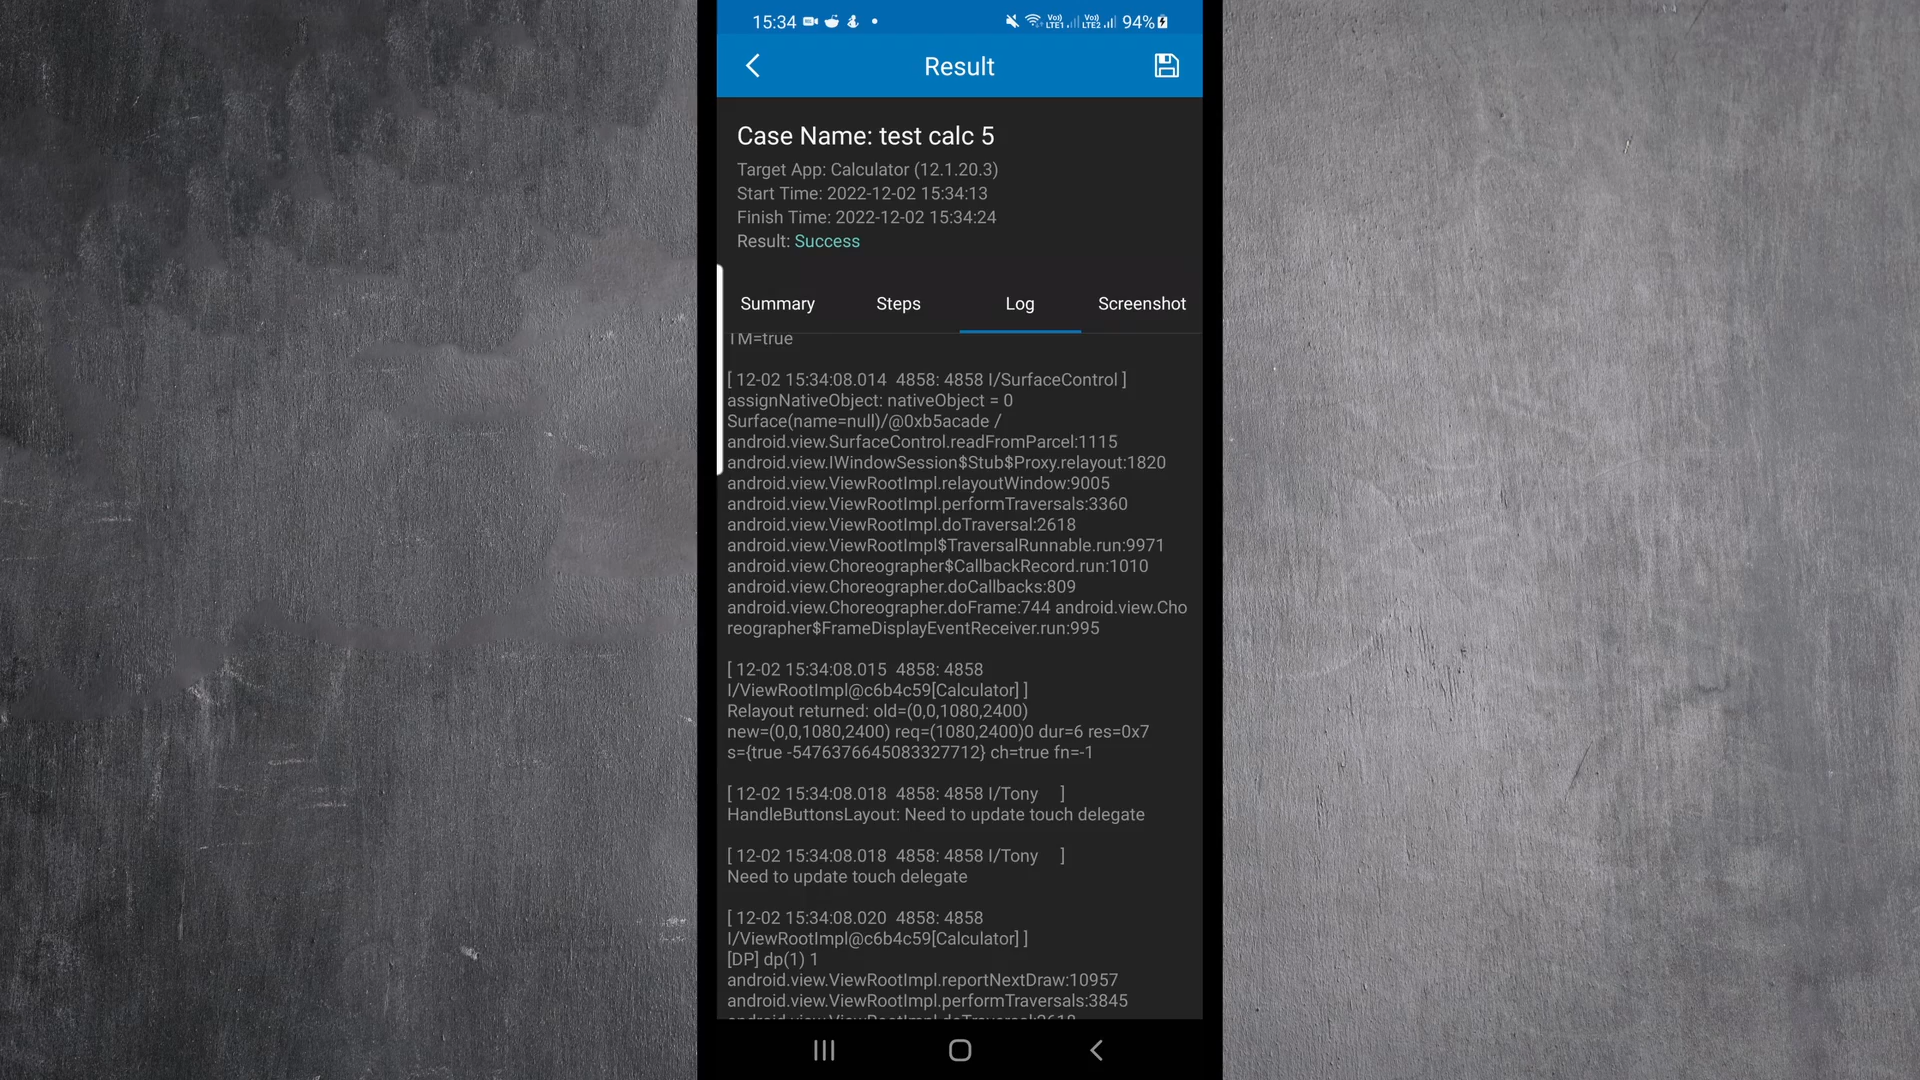 15:34 Vo) LTE1 Vo) LTE2 94%
Result
Case Name: test calc 5
Target App: Calculator (12.1.20.3)
Start Time: 2022-12-02 15:34:13
Finish Time: 2022-12-02 15:34:24
Result: Success
Summary Steps Log Screenshot
TM=true
[ 12-02 15:34:08.014  4858: 4858 I/SurfaceControl ]
assignNativeObject: nativeObject = 0
Surface(name=null)/@0xb5acade /
android.view.SurfaceControl.readFromParcel:1115
android.view.IWindowSession$Stub$Proxy.relayout:1820
android.view.ViewRootImpl.relayoutWindow:9005
android.view.ViewRootImpl.performTraversals:3360
android.view.ViewRootImpl.doTraversal:2618
android.view.ViewRootImpl$TraversalRunnable.run:9971
android.view.Choreographer$CallbackRecord.run:1010
android.view.Choreographer.doCallbacks:809
android.view.Choreographer.doFrame:744 android.view.Cho
reographer$FrameDisplayEventReceiver.run:995
[ 12-02 15:34:08.015  4858: 4858
I/ViewRootImpl@c6b4c59[Calculator] ]
Relayout returned: old=(0,0,1080,2400)
new=(0,0,1080,2400) req=(1080,2400)0 dur=6 res=0x7
s={true -5476376645083327712} ch=true fn=-1
[ 12-02 15:34:08.018  4858: 4858 I/Tony     ]
HandleButtonsLayout: Need to update touch delegate
[ 12-02 15:34:08.018  4858: 4858 I/Tony     ]
Need to update touch delegate
[ 12-02 15:34:08.020  4858: 4858
I/ViewRootImpl@c6b4c59[Calculator] ]
[DP] dp(1) 1
android.view.ViewRootImpl.reportNextDraw:10957
android.view.ViewRootImpl.performTraversals:3845
android.view.ViewRootImpl.doTraversal:2618